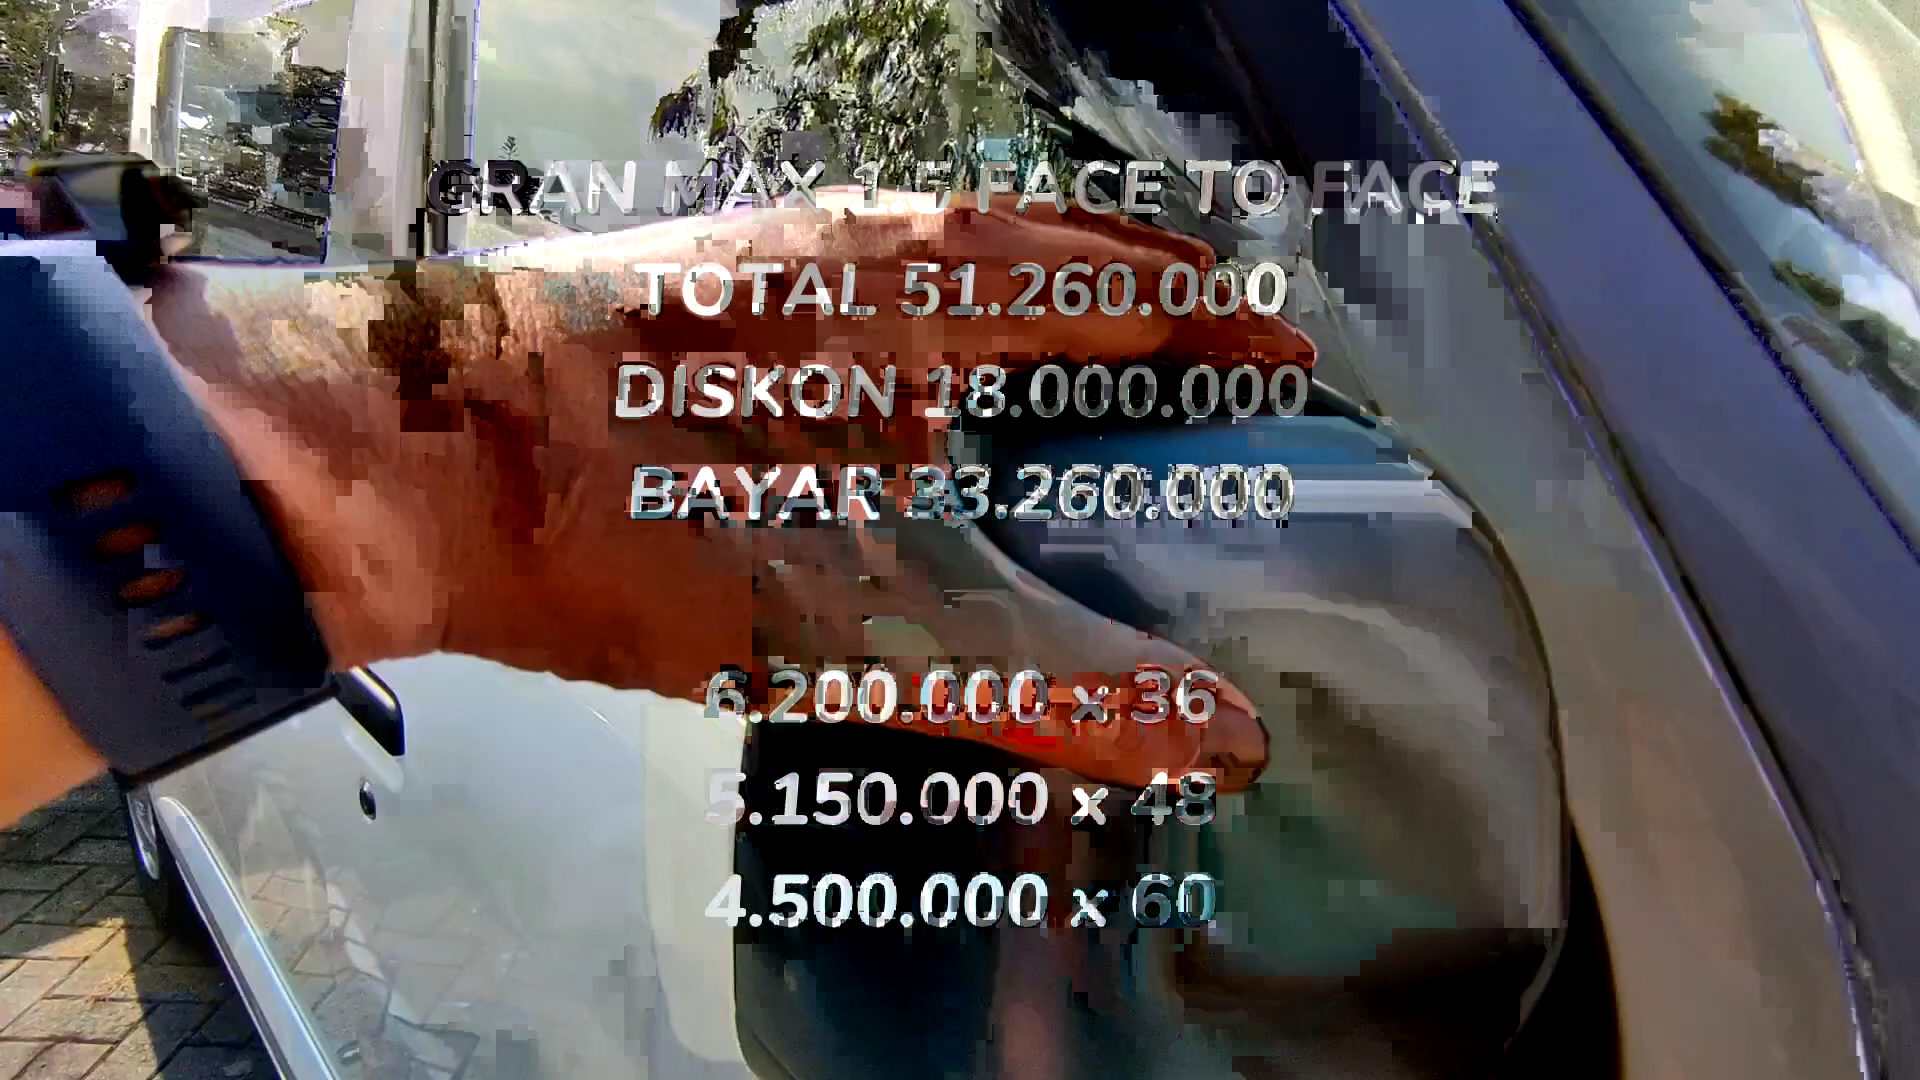 GRAN MAX 1.5 FACE TO FACE
TOTAL 51.260.000
DISKON 18.000.000
BAYAR 33.260.000
6.200.000 x 36
5.150.000 x 48
4.500.000 x 60